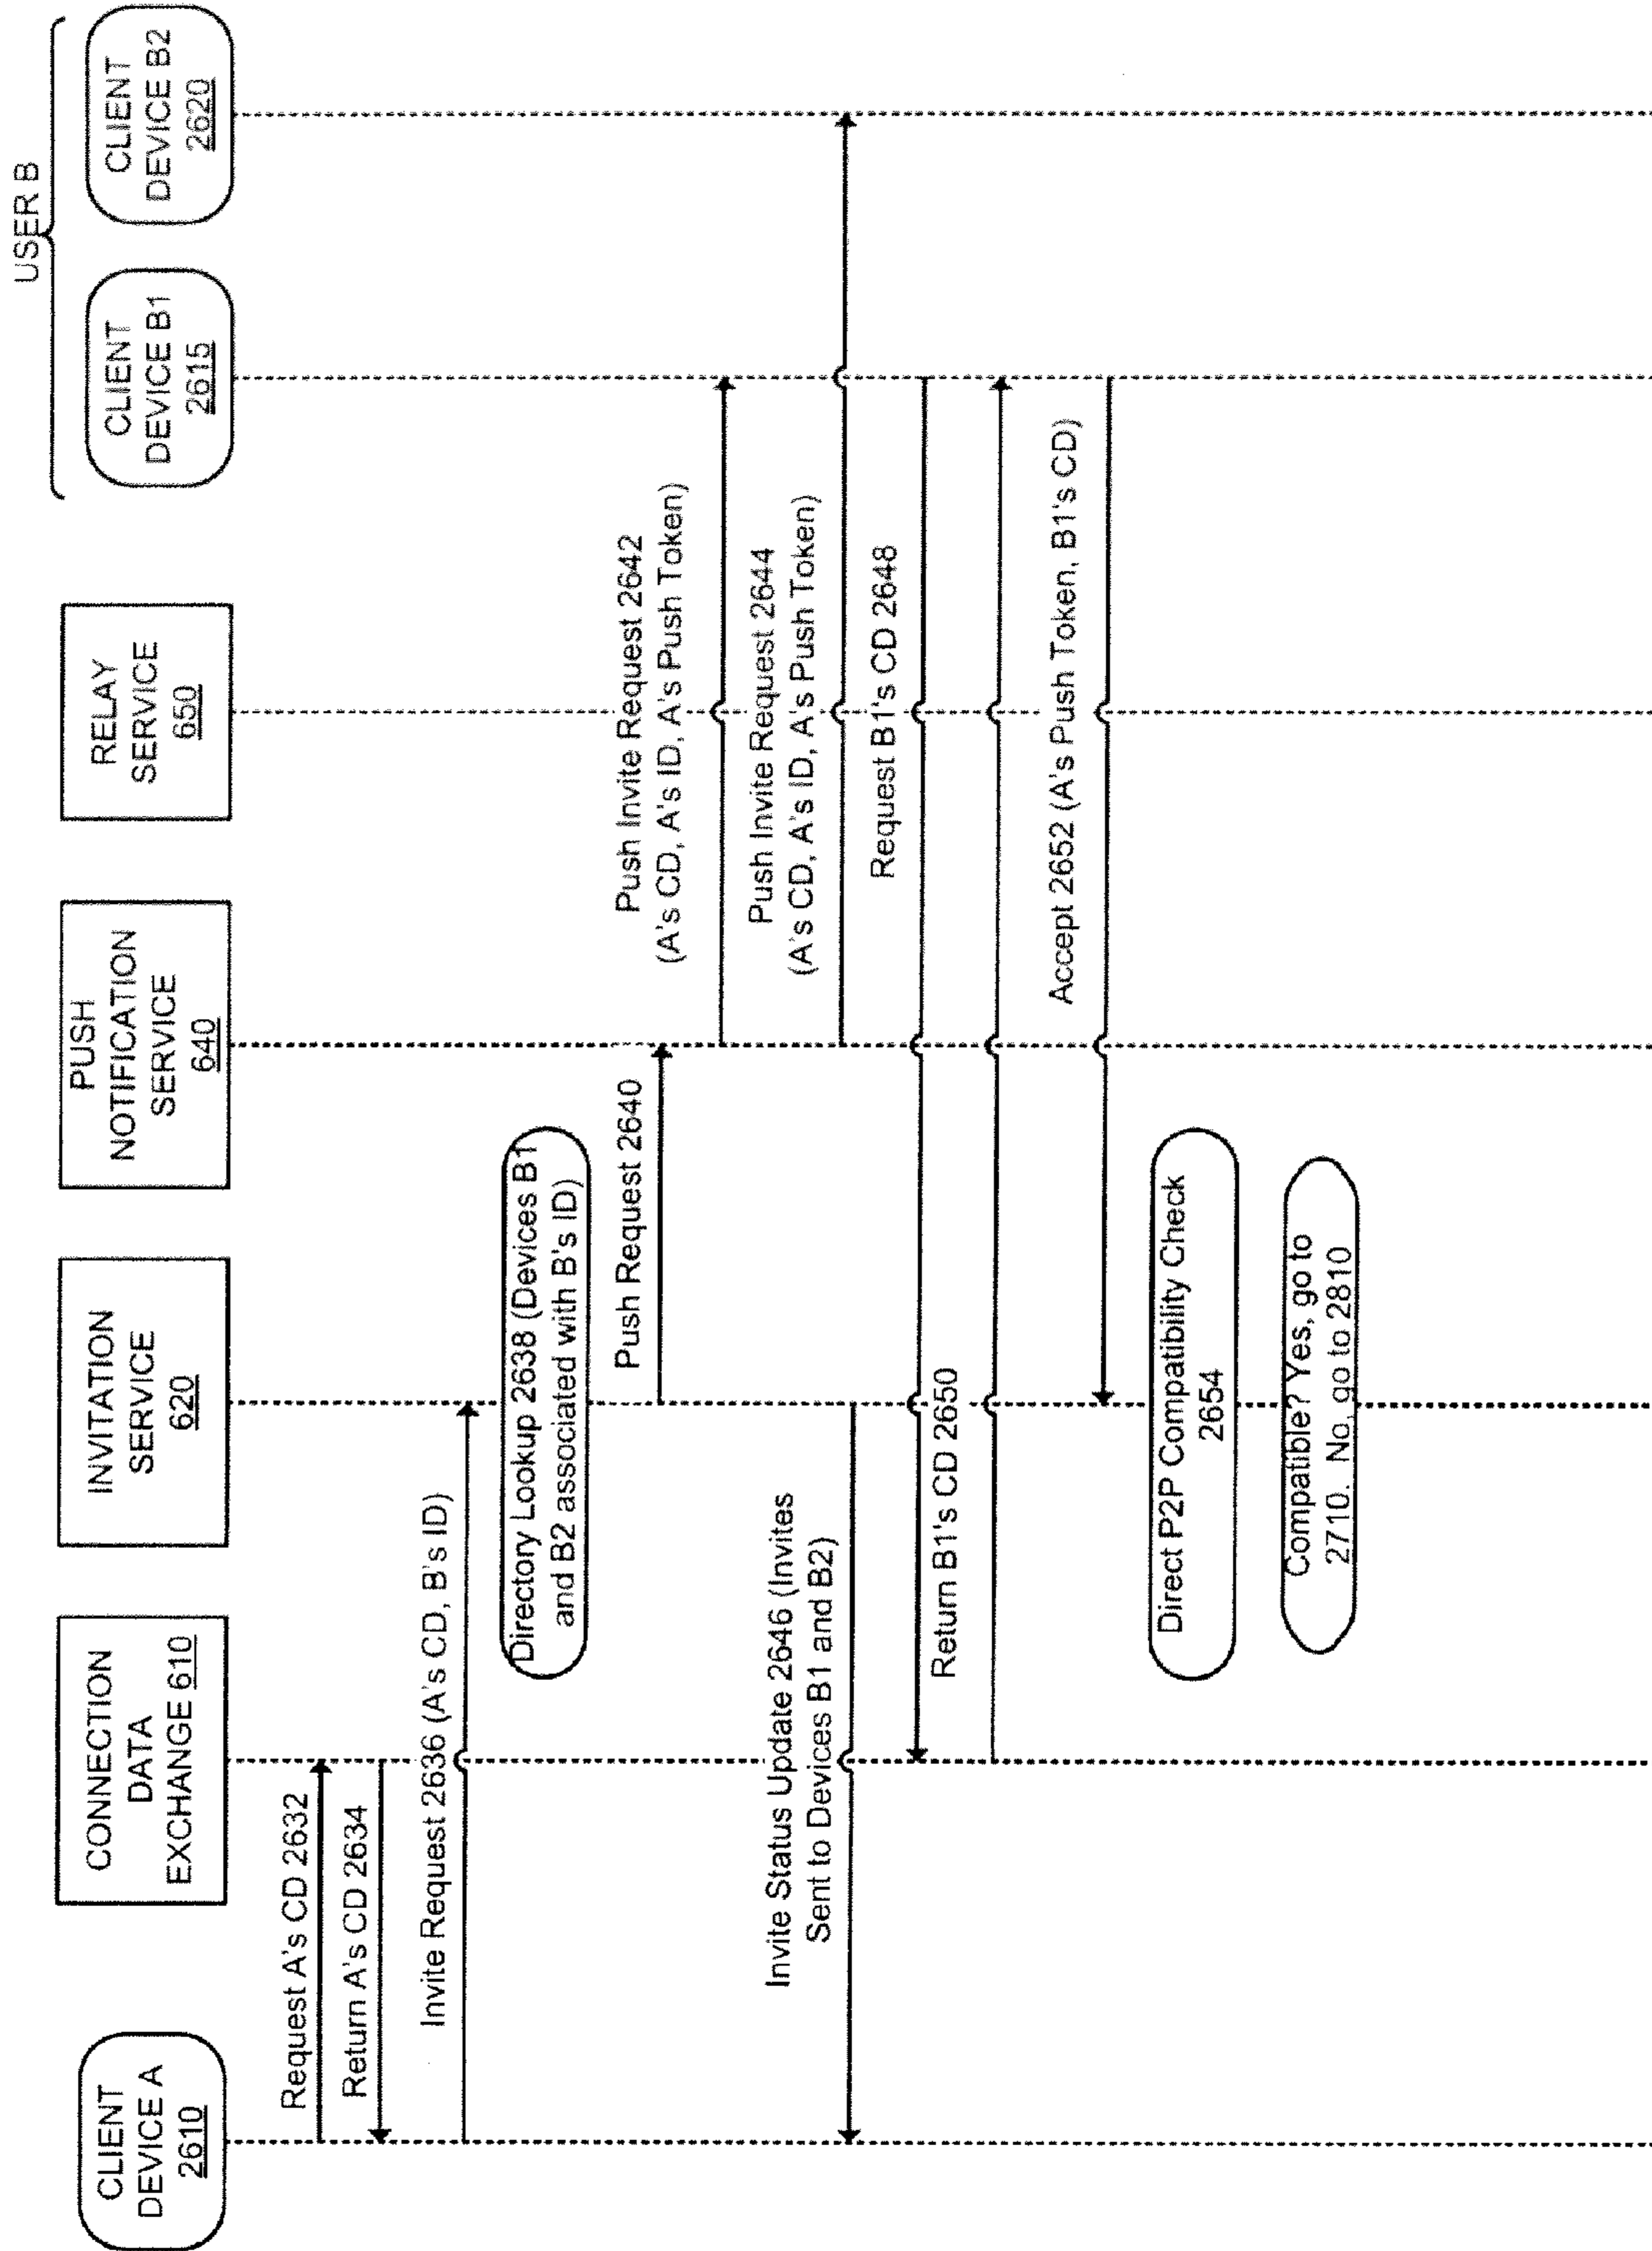 USER B
CLIENT
DEVICE A
2610
CONNECTION
DATA
EXCHANGE 610
INVITATION
SERVICE
620
PUSH
NOTIFICATION
SERVICE
640
RELAY
SERVICE
650
CLIENT
DEVICE B1
2615
CLIENT
DEVICE B2
2620
Request A's CD 2632
Return A's CD 2634
Invite Request 2636 (A's CD, B's ID)
Directory Lookup 2638 (Devices B1
and B2 associated with B's ID)
Push Request 2640
Push Invite Request 2642
(A's CD, A's ID, A's Push Token)
Push Invite Request 2644
(A's CD, A's ID, A's Push Token)
Invite Status Update 2646 (Invites
Sent to Devices B1 and B2)
Request B1's CD 2648
Return B1's CD 2650
Accept 2652 (A's Push Token, B1's CD)
Direct P2P Compatibility Check
2654
Compatible? Yes, go to
2710. No, go to 2810